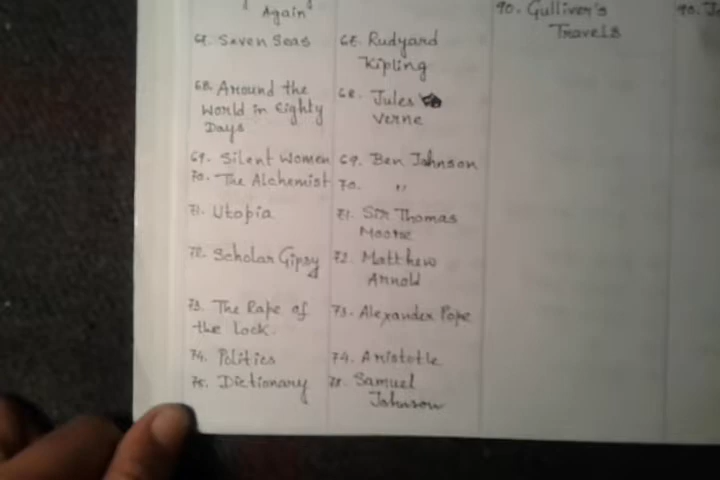 Again"
67. Seven Seas
67. Rudyard
Kipling
68. Around the
World in Eighty
Days
68. Jules
Verne
69. Silent Women
69. Ben Johnson
70. The Alchemist
70. "
71. Utopia
71. Sir Thomas
Moore
72. Scholar Gipsy
72. Matthew
Arnold
73. The Rape of
the Lock.
73. Alexander Pope
74. Politics
74. Aristotle
75. Dictionary
75. Samuel
Johnson
90. Gulliver's
Travels
90.